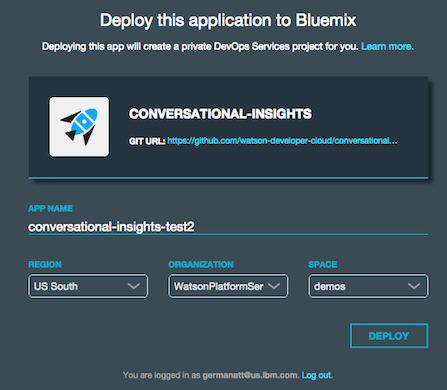 Deploy this application to Bluemix
Deploying this app will create a private DevOps Services project for you. Learn more.
CONVERSATIONAL-INSIGHTS
GIT URL: https://github.com/watson-developer-cloud/conversational...
APP NAME
conversational-insights-test2
REGION ORGANIZATION SPACE
US South WatsonPlatformSer demos
DEPLOY
You are logged in as germanatt@us.ibm.com. Log out.